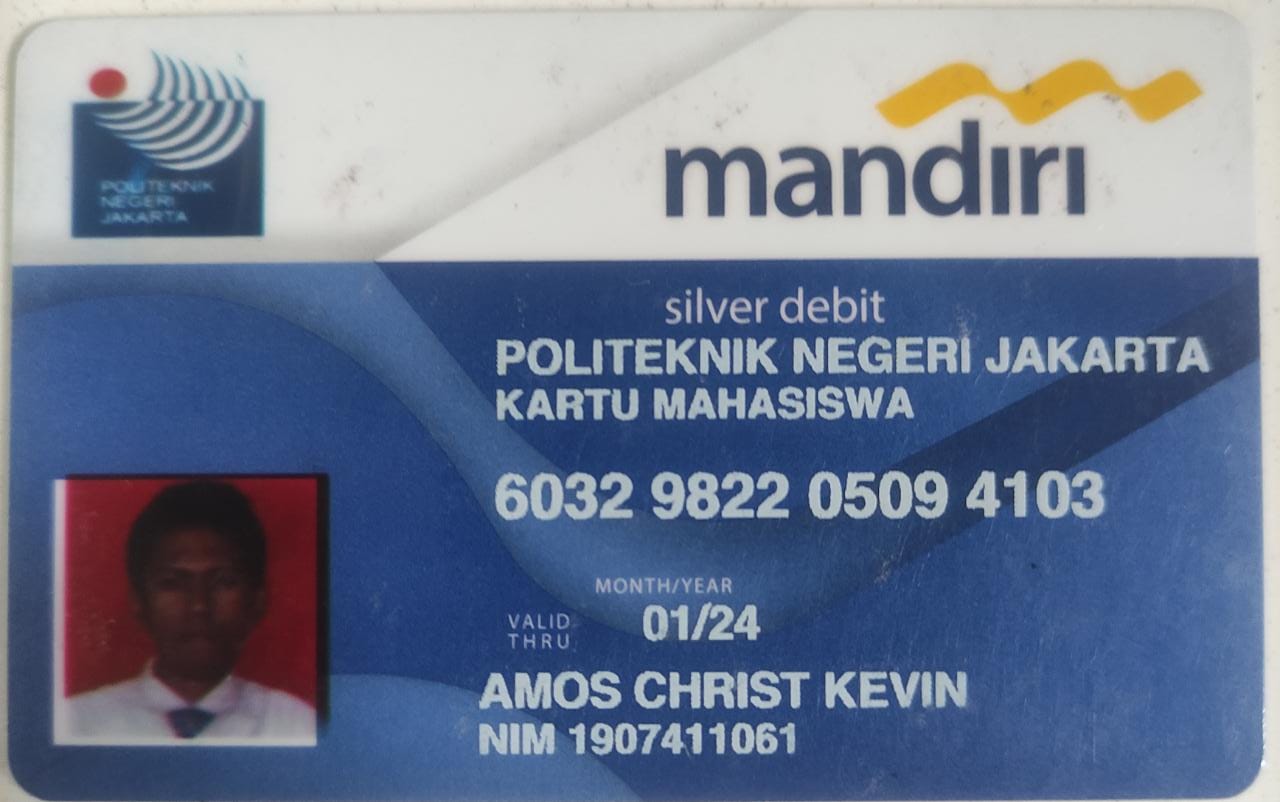 POLITEKNIK
NEGERI
JAKARTA
mandırı
silver debit
POLITEKNIK NEGERI JAKARTA
KARTU MAHASISWA
6032 9822 0509 4103
MONTH/YEAR
VALID THRU 01/24
AMOS CHRIST KEVIN
NIM 1907411061